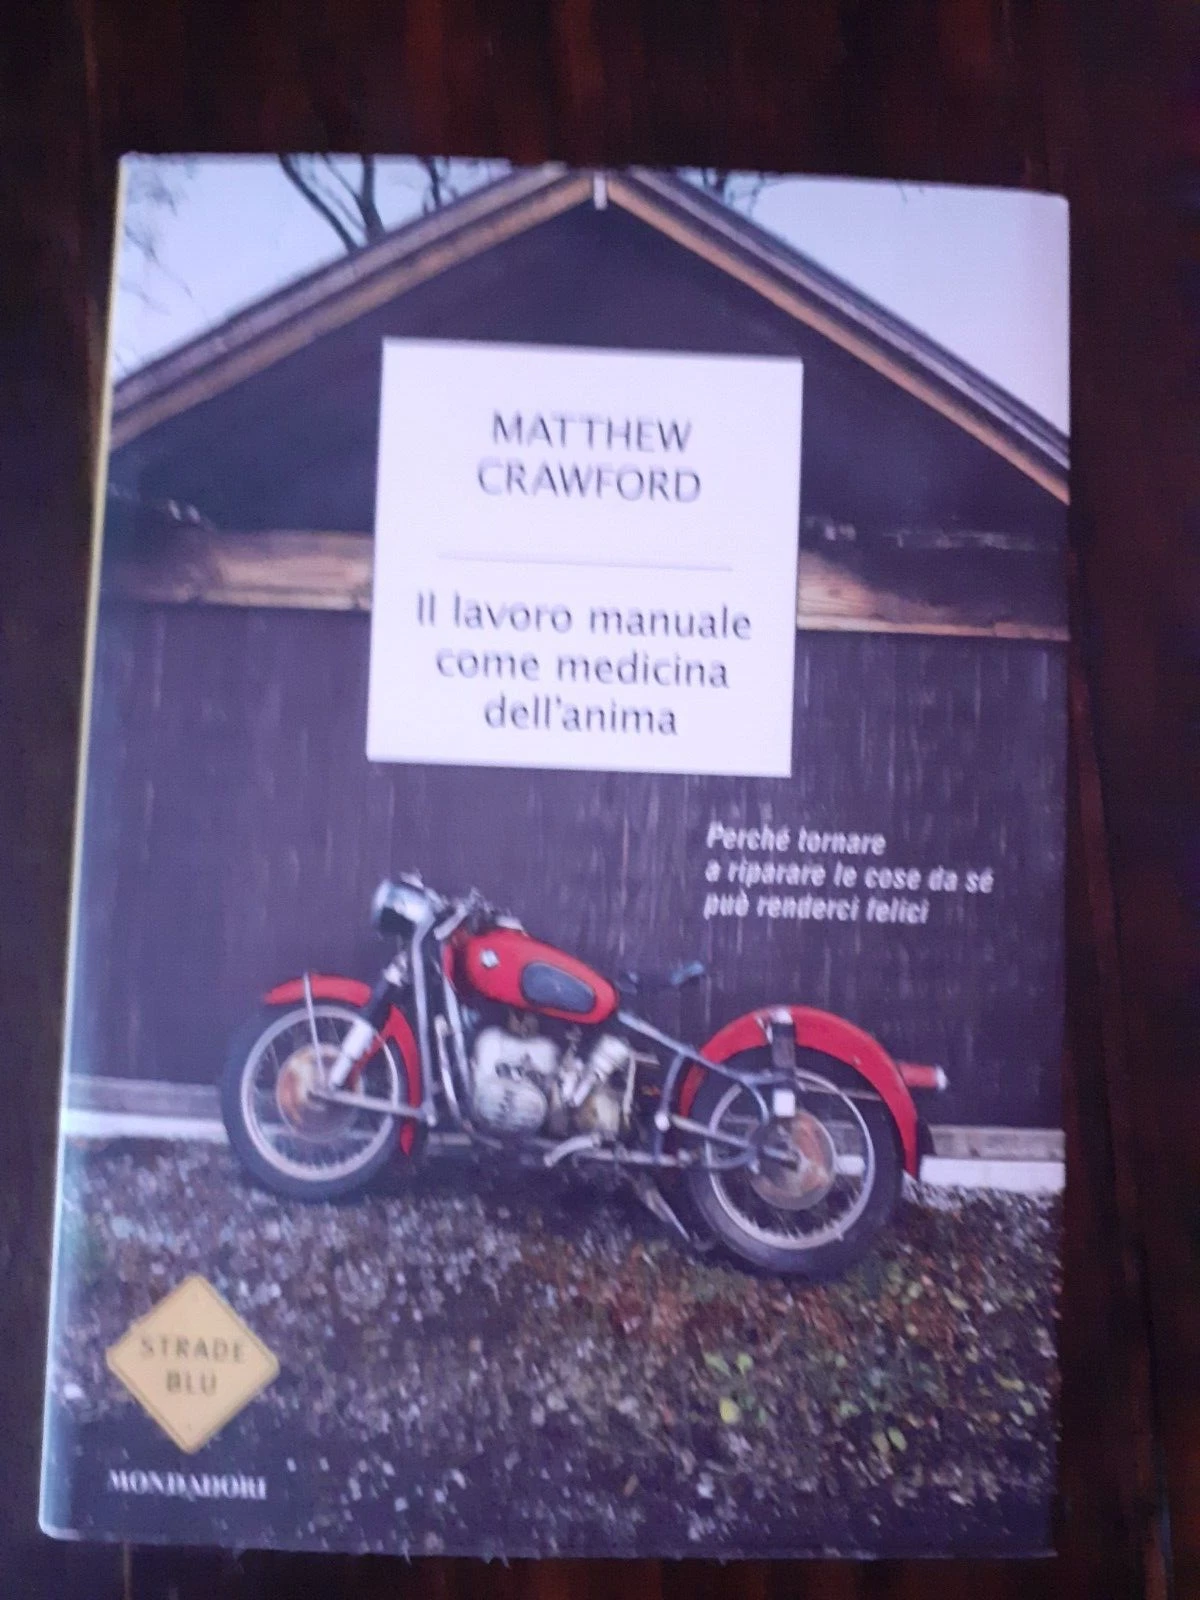 MATTHEW
CRAWFORD
Il lavoro manuale
come medicina
dell'anima
Perché tornare
a riparare le cose da sé
può renderci felici
STRADE
BLU
MONDADORI